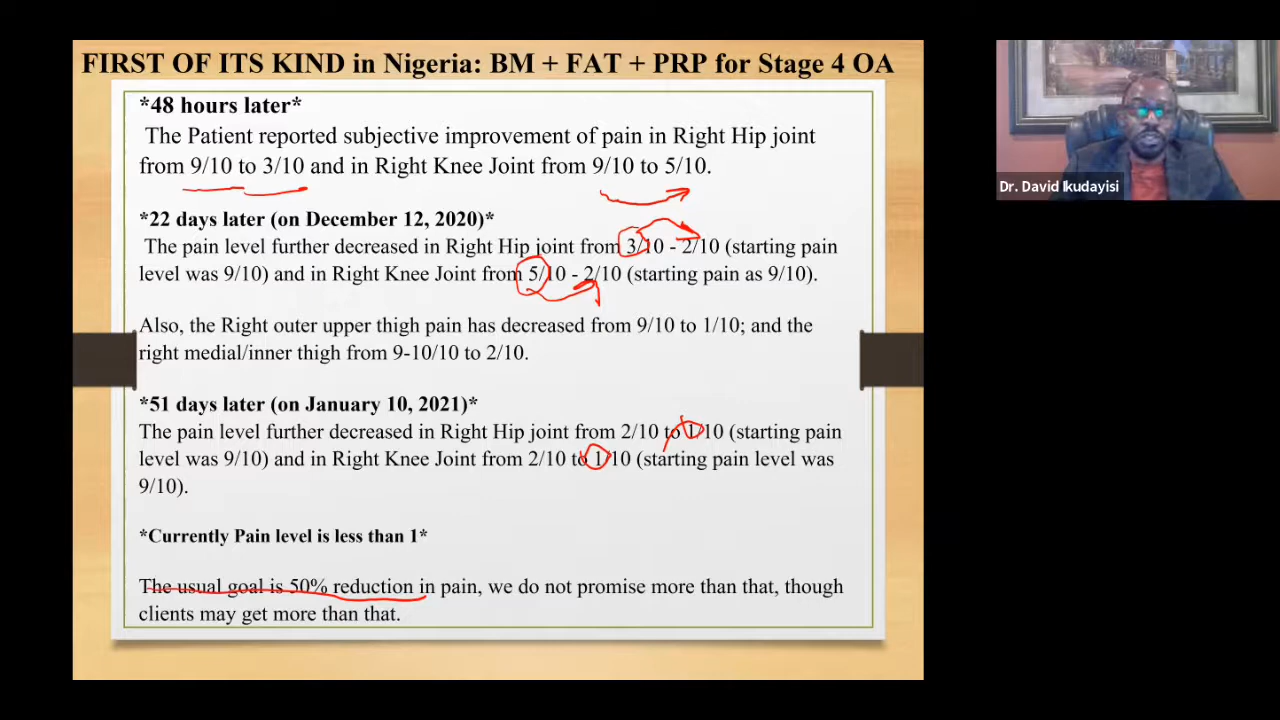 FIRST OF ITS KIND in Nigeria: BM + FAT + PRP for Stage 4 OA
*48 hours later*
The Patient reported subjective improvement of pain in Right Hip joint
from 9/10 to 3/10 and in Right Knee Joint from 9/10 to 5/10.
*22 days later (on December 12, 2020)*
The pain level further decreased in Right Hip joint from 3/10 - 2/10 (starting pain
level was 9/10) and in Right Knee Joint from 5/10 - 2/10 (starting pain as 9/10).
Also, the Right outer upper thigh pain has decreased from 9/10 to 1/10; and the
right medial/inner thigh from 9-10/10 to 2/10.
*51 days later (on January 10, 2021)*
The pain level further decreased in Right Hip joint from 2/10 to 1/10 (starting pain
level was 9/10) and in Right Knee Joint from 2/10 to 1/10 (starting pain level was
9/10).
*Currently Pain level is less than 1*
The usual goal is 50% reduction in pain, we do not promise more than that, though
clients may get more than that.
Dr. David Ikudayisi